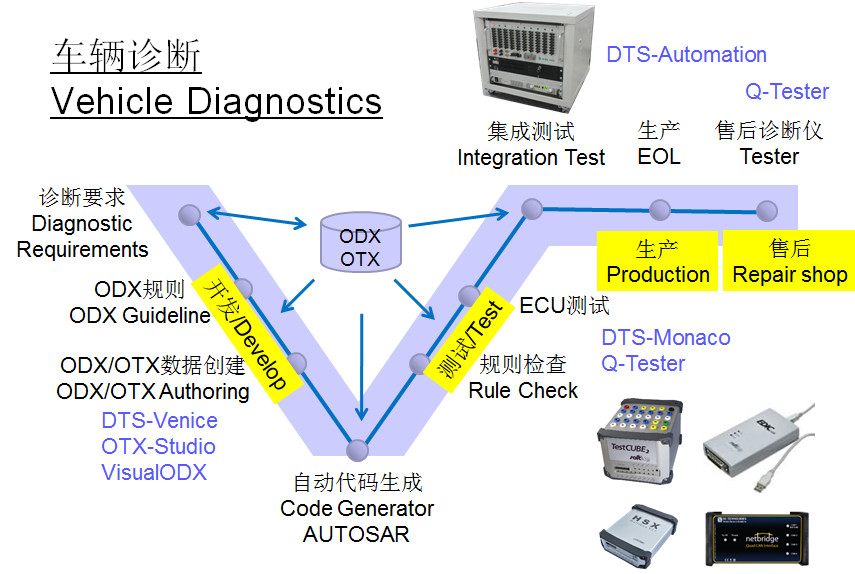 车辆诊断
Vehicle Diagnostics
DTS-Automation
Q-Tester
集成测试
Integration Test
生产
EOL
售后诊断仪
Tester
诊断要求
Diagnostic
Requirements
ODX
OTX
生产
Production
售后
Repair shop
ODX规则
ODX Guideline
开发/Develop
测试/Test
ECU测试
ODX/OTX数据创建
ODX/OTX Authoring
规则检查
Rule Check
DTS-Monaco
Q-Tester
DTS-Venice
OTX-Studio
VisualODX
自动代码生成
Code Generator
AUTOSAR
TestCUBE2
EDIC
HSX
netbridge
Quad CAN Interface